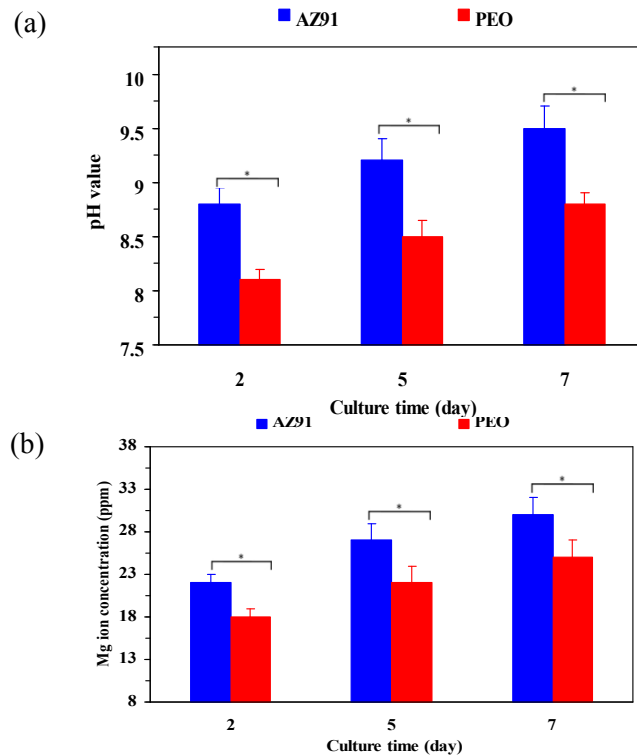 (a)
AZ91 PEO
10
9.5
9
8.5
8
7.5
pH value
* * *
2 5 7
Culture time (day)
(b)
AZ91 PEO
38
33
28
23
18
13
8
Mg ion concentration (ppm)
* * *
2 5 7
Culture time (day)